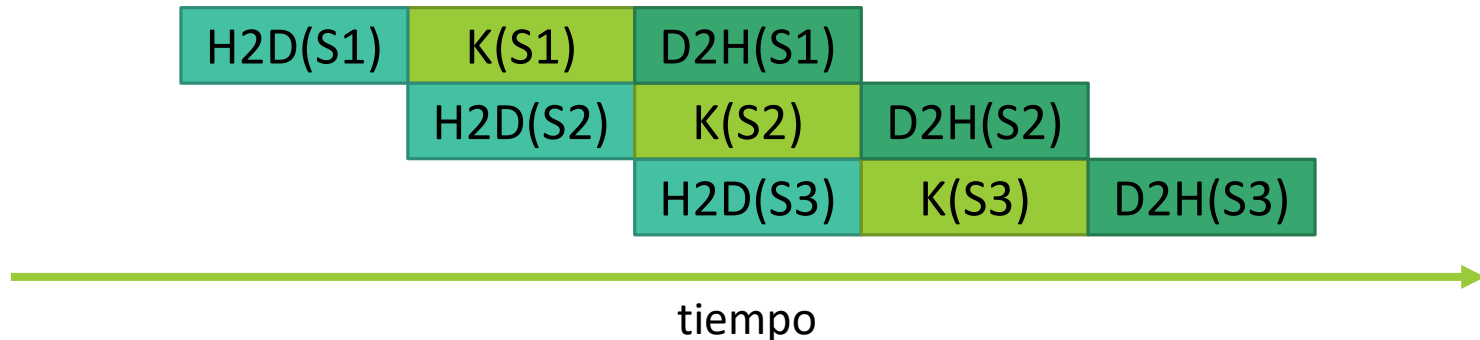 H2D(S1) K(S1) D2H(S1)
H2D(S2) K(S2) D2H(S2)
H2D(S3) K(S3) D2H(S3)
tiempo